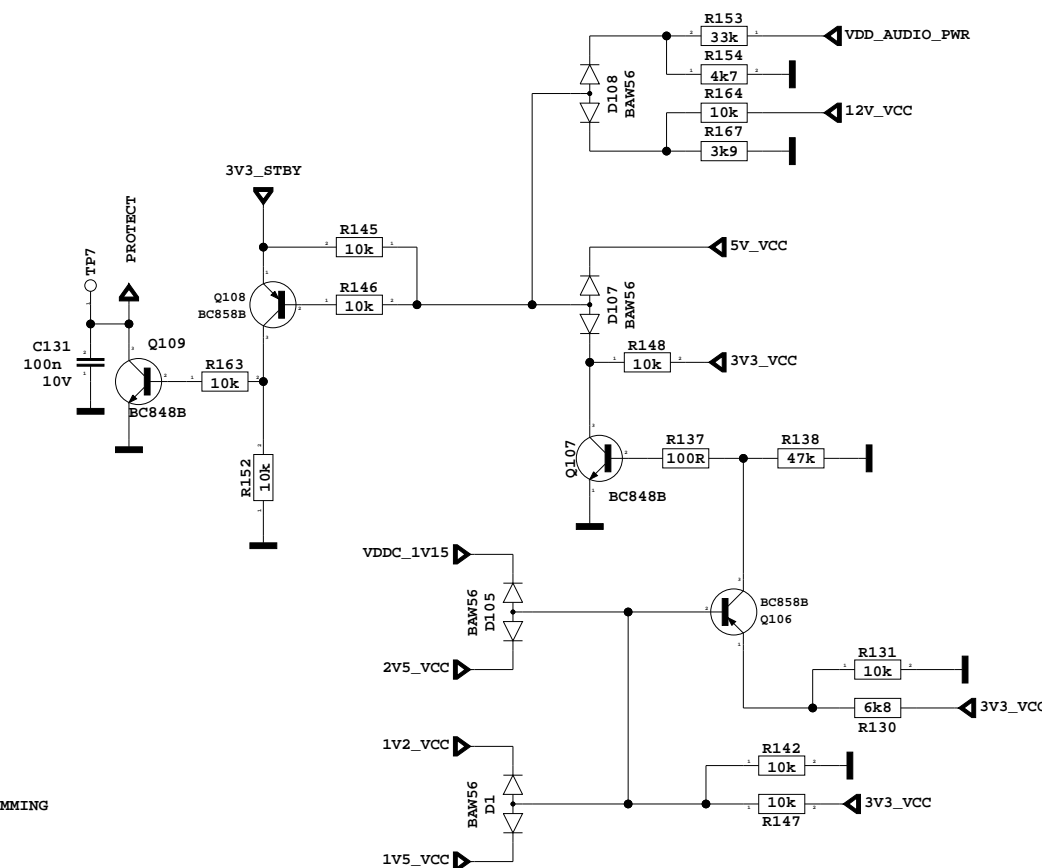 R153
33k
VDD_AUDIO_PWR
R154
4k7
D108
BAW56
R164
10k
12V_VCC
R167
3k9
3V3_STBY
PROTECT
TP7
R145
10k
5V_VCC
Q108
BC858B
R146
10k
D107
BAW56
C131
100n
10V
Q109
BC848B
R163
10k
R148
10k
3V3_VCC
R152
10k
Q107
BC848B
R137
100R
R138
47k
VDDC_1V15
BAW56
D105
2V5_VCC
BC858B
Q106
R131
10k
6k8
R130
3V3_VCC
1V2_VCC
BAW56
D1
1V5_VCC
R142
10k
10k
R147
3V3_VCC
MMING